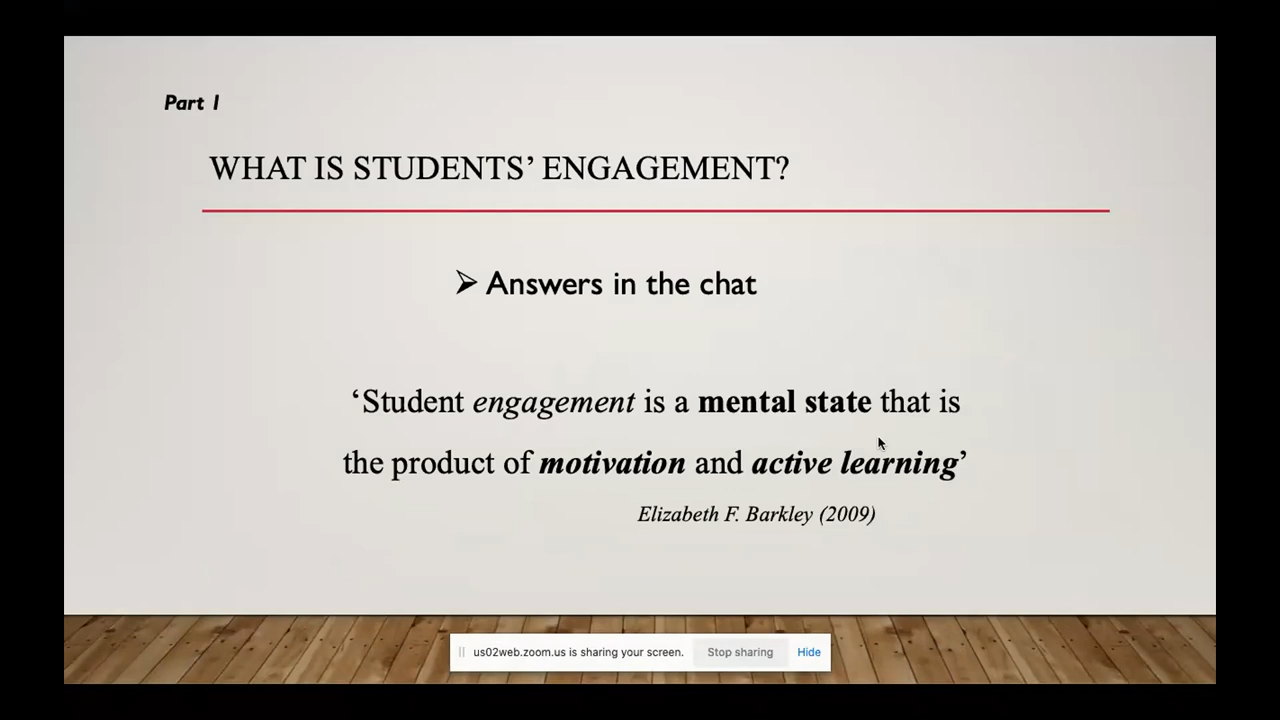 Part 1
WHAT IS STUDENTS’ ENGAGEMENT?
➢ Answers in the chat
‘Student engagement is a mental state that is
the product of motivation and active learning’
Elizabeth F. Barkley (2009)
us02web.zoom.us is sharing your screen. Stop sharing Hide